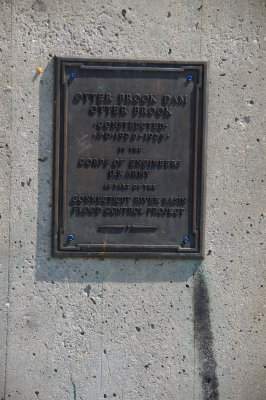 OTTER BROOK DAM
OTTER BROOK
CONSTRUCTED
BY THE
CORPS OF ENGINEERS
U.S. ARMY
AS PART OF THE
CONNECTICUT RIVER BASIN
FLOOD CONTROL PROJECT